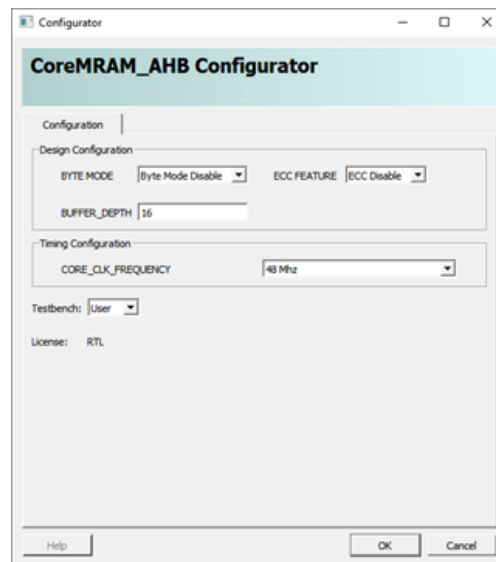 Configurator
CoreMRAM_AHB Configurator
Configuration
Design Configuration
BYTE MODE Byte Mode Disable ECC FEATURE ECC Disable
BUFFER_DEPTH 16
Timing Configuration
CORE_CLK_FREQUENCY 48 Mhz
Testbench: User
License: RTL
Help OK Cancel